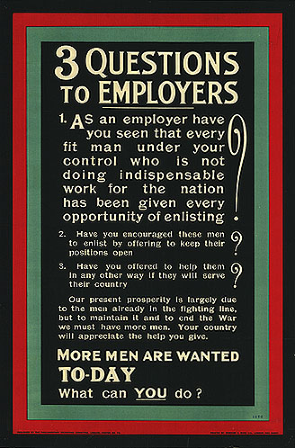 3 QUESTIONS
TO EMPLOYERS
1. AS an employer have
you seen that every
fit man under your
control who is not
doing indispensable
work for the nation
has been given every
opportunity of enlisting?
2. Have you encouraged these men
to enlist by offering to keep their
positions open?
3. Have you offered to help them
in any other way if they will serve
their country?
Our present prosperity is largely due
to the men already in the fighting line,
but to maintain it and to end the War
we must have more men. Your country
will appreciate the help you give.
MORE MEN ARE WANTED
TO-DAY
What can YOU do?